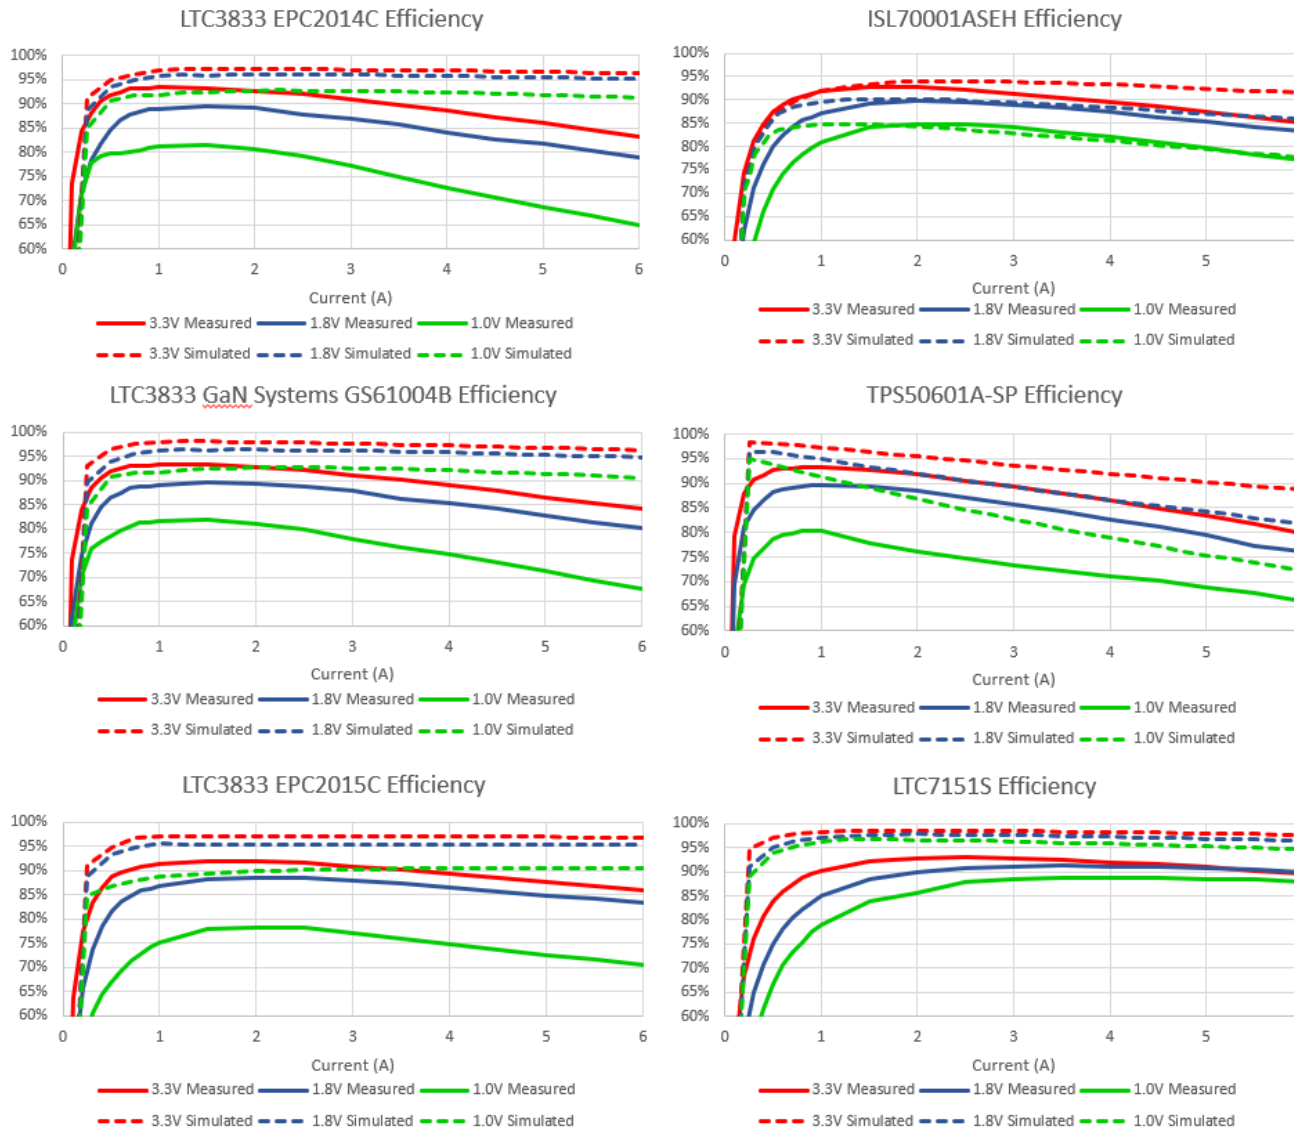 LTC3833 EPC2014C Efficiency
100%
95%
90%
85%
80%
75%
70%
65%
60%
0 1 2 3 4 5 6
Current (A)
3.3V Measured 1.8V Measured 1.0V Measured
3.3V Simulated 1.8V Simulated 1.0V Simulated
ISL70001ASEH Efficiency
100%
95%
90%
85%
80%
75%
70%
65%
60%
0 1 2 3 4 5
Current (A)
3.3V Measured 1.8V Measured 1.0V Measured
3.3V Simulated 1.8V Simulated 1.0V Simulated
LTC3833 GaN Systems GS61004B Efficiency
100%
95%
90%
85%
80%
75%
70%
65%
60%
0 1 2 3 4 5 6
Current (A)
3.3V Measured 1.8V Measured 1.0V Measured
3.3V Simulated 1.8V Simulated 1.0V Simulated
TPS50601A-SP Efficiency
100%
95%
90%
85%
80%
75%
70%
65%
60%
0 1 2 3 4 5
Current (A)
3.3V Measured 1.8V Measured 1.0V Measured
3.3V Simulated 1.8V Simulated 1.0V Simulated
LTC3833 EPC2015C Efficiency
100%
95%
90%
85%
80%
75%
70%
65%
60%
0 1 2 3 4 5 6
Current (A)
3.3V Measured 1.8V Measured 1.0V Measured
3.3V Simulated 1.8V Simulated 1.0V Simulated
LTC7151S Efficiency
100%
95%
90%
85%
80%
75%
70%
65%
60%
0 1 2 3 4 5
Current (A)
3.3V Measured 1.8V Measured 1.0V Measured
3.3V Simulated 1.8V Simulated 1.0V Simulated